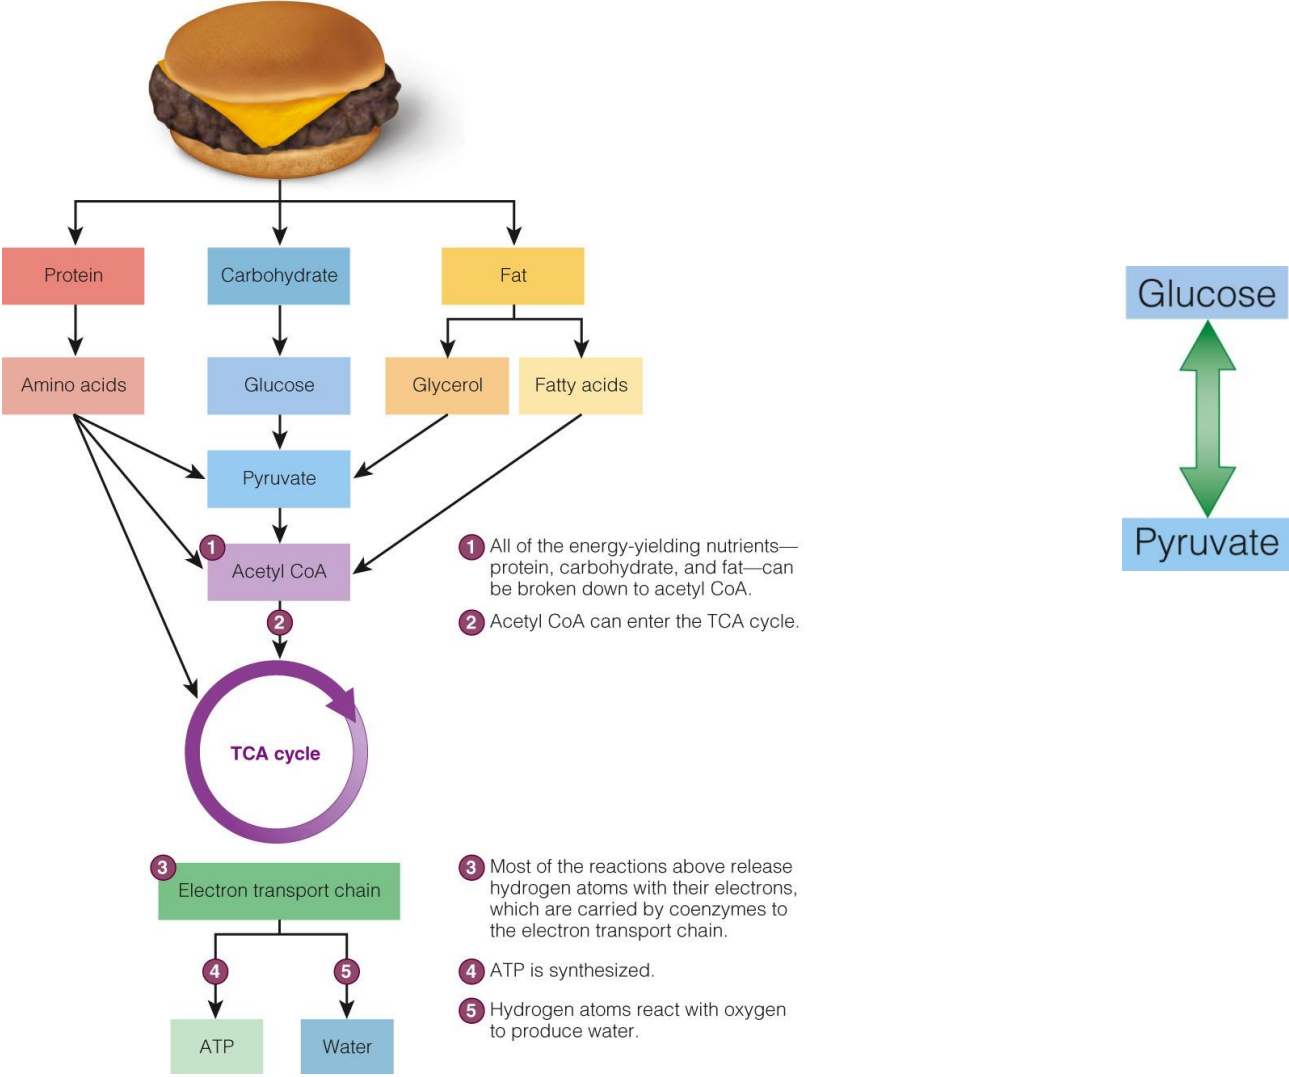 Protein
Carbohydrate
Fat
Amino acids
Glucose
Glycerol
Fatty acids
Pyruvate
1
Acetyl CoA
2
TCA cycle
3
Electron transport chain
4
5
ATP
Water
1 All of the energy-yielding nutrients—
protein, carbohydrate, and fat—can
be broken down to acetyl CoA.
2 Acetyl CoA can enter the TCA cycle.
3 Most of the reactions above release
hydrogen atoms with their electrons,
which are carried by coenzymes to
the electron transport chain.
4 ATP is synthesized.
5 Hydrogen atoms react with oxygen
to produce water.
Glucose
Pyruvate